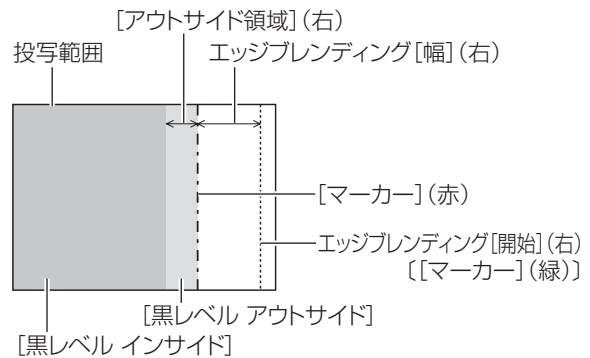 [アウトサイド領域](右)
投写範囲
エッジブレンディング[幅](右)
[マーカー](赤)
エッジブレンディング[開始](右)
〔[マーカー](緑)〕
[黒レベル アウトサイド]
[黒レベル インサイド]